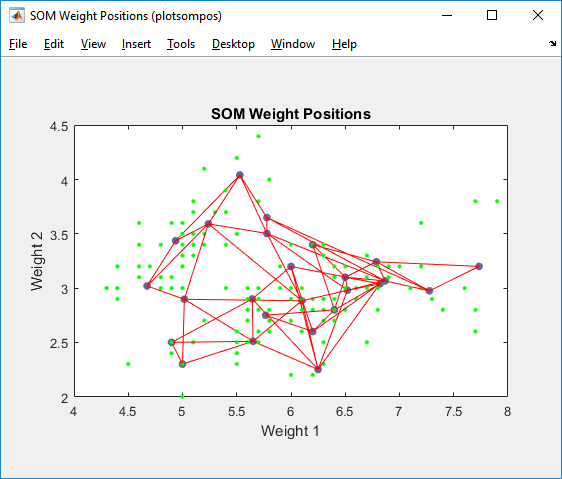 SOM Weight Positions (plotsompos)
File Edit View Insert Tools Desktop Window Help
SOM Weight Positions
4.5
4
3.5
3
2.5
2
Weight 2
4 4.5 5 5.5 6 6.5 7 7.5 8
Weight 1